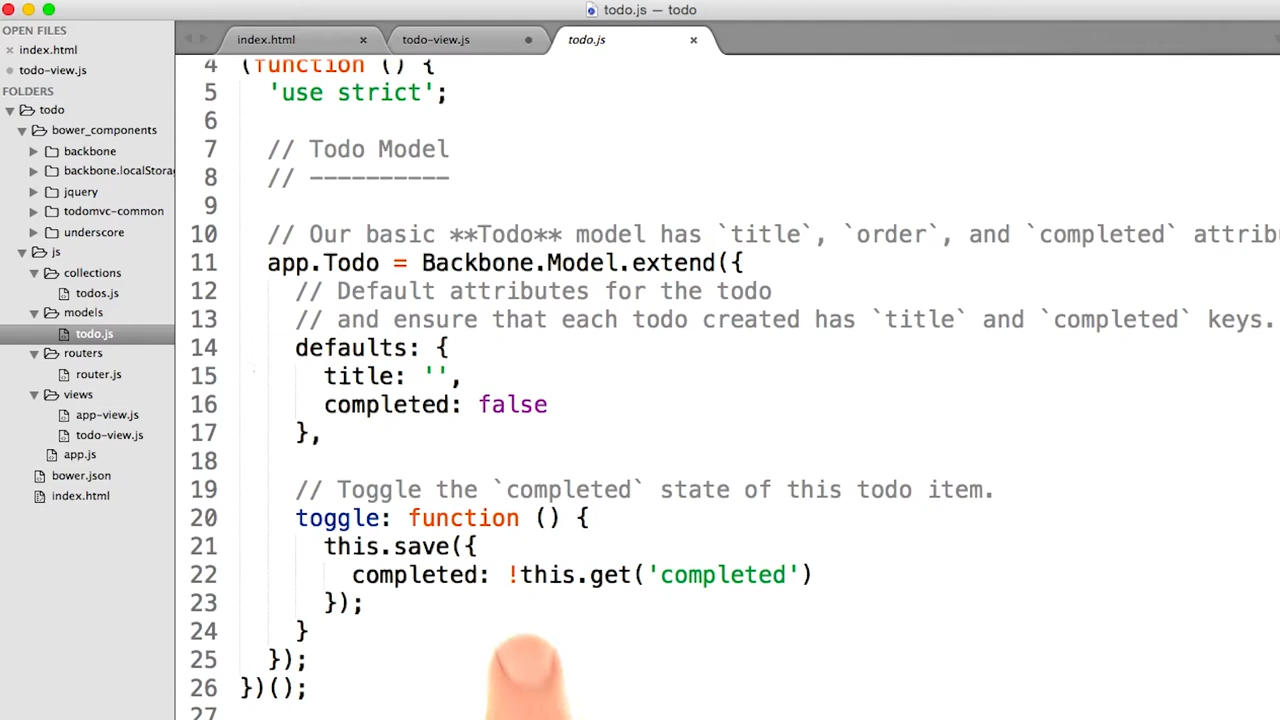 todo.js — todo
OPEN FILES
index.html
todo-view.js
FOLDERS
todo
bower_components
backbone
backbone.localStorag
jquery
todomvc-common
underscore
js
collections
todos.js
models
todo.js
routers
router.js
views
app-view.js
todo-view.js
app.js
bower.json
index.html
index.html
todo-view.js
todo.js
4 (function () {
5 'use strict';
6
7 // Todo Model
8 // ----------
9
10 // Our basic **Todo** model has `title`, `order`, and `completed` attribu
11 app.Todo = Backbone.Model.extend({
12 // Default attributes for the todo
13 // and ensure that each todo created has `title` and `completed` keys.
14 defaults: {
15 title: '',
16 completed: false
17 },
18
19 // Toggle the `completed` state of this todo item.
20 toggle: function () {
21 this.save({
22 completed: !this.get('completed')
23 });
24 }
25 });
26 })();
27